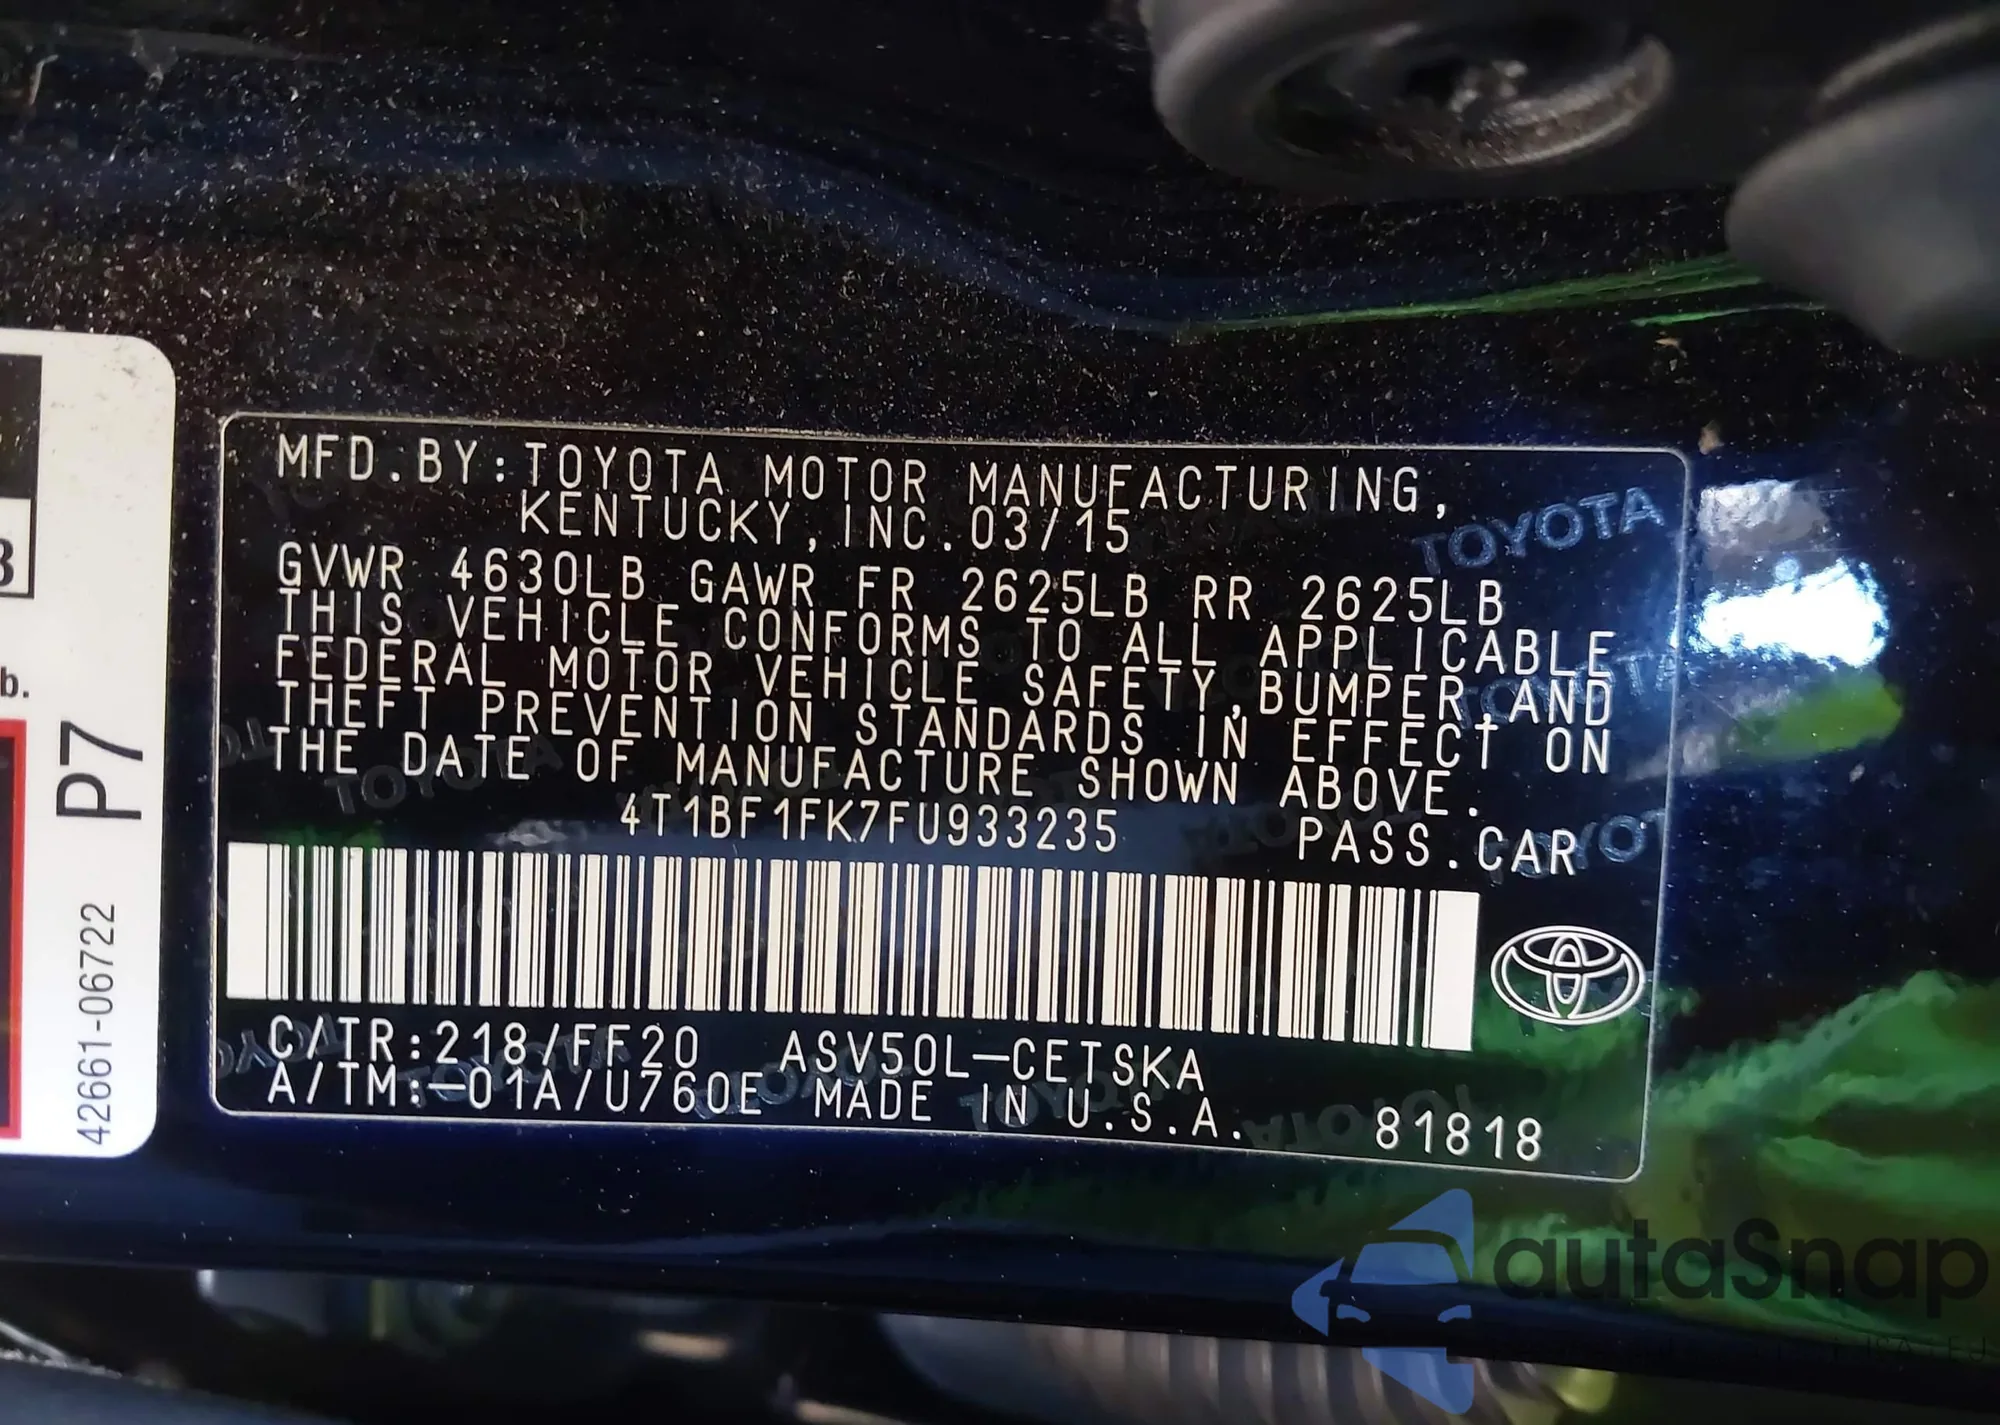 MFD.BY:TOYOTA MOTOR MANUFACTURING,
KENTUCKY,INC.03/15
GVWR 4630LB GAWR FR 2625LB RR 2625LB
THIS VEHICLE CONFORMS TO ALL APPLICABLE
FEDERAL MOTOR VEHICLE SAFETY,BUMPER,AND
THEFT PREVENTION STANDARDS IN EFFECT ON
THE DATE OF MANUFACTURE SHOWN ABOVE.
4T1BF1FK7FU933235 PASS.CAR
C/TR:218/FF20 ASV50L-CETSKA
A/TM:-01A/U760E MADE IN U.S.A. 81818
b.
P7
42661-06722
TOYOTA
autaSnap